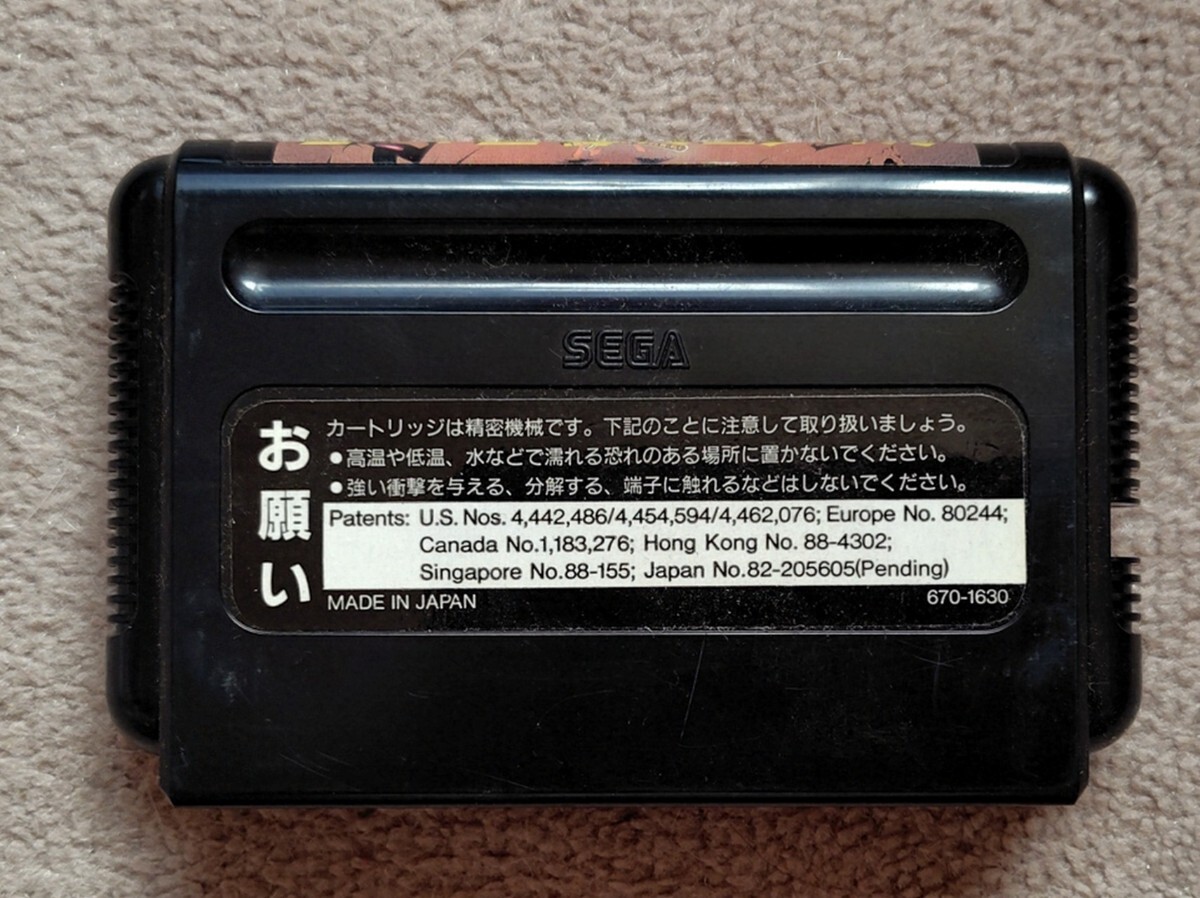 SEGA
お願い
カートリッジは精密機械です。下記のことに注意して取り扱いましょう。
●高温や低温、水などで濡れる恐れのある場所に置かないでください。
●強い衝撃を与える、分解する、端子に触れるなどはしないでください。
Patents: U.S. Nos. 4,442,486/4,454,594/4,462,076; Europe No. 80244;
Canada No.1,183,276; Hong Kong No. 88-4302;
Singapore No.88-155; Japan No.82-205605(Pending)
MADE IN JAPAN 670-1630